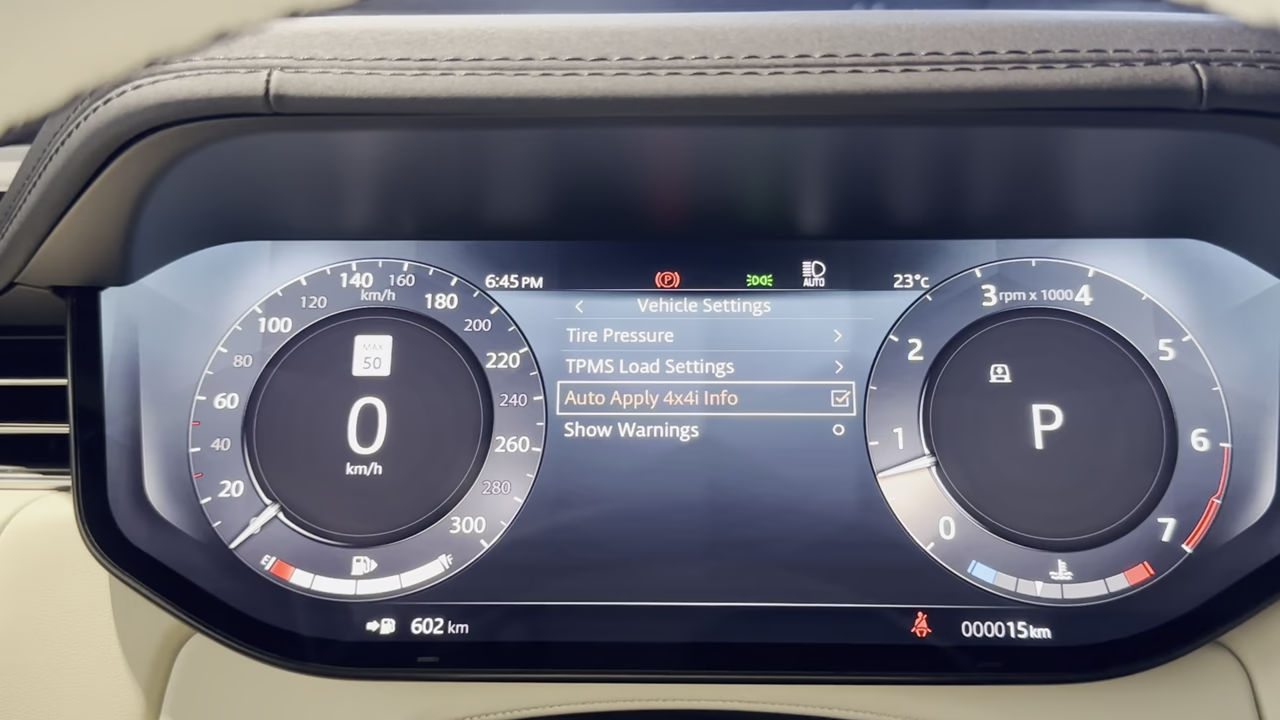 6:45 PM
AUTO
23°c
Vehicle Settings
Tire Pressure
TPMS Load Settings
Auto Apply 4x4i Info
Show Warnings
20
40
60
80
100
120
140
160
180
200
220
240
260
280
300
km/h
MAX
50
0
km/h
E
F
0
1
2
3
rpm x 1000
4
5
6
7
P
602 km
000015km